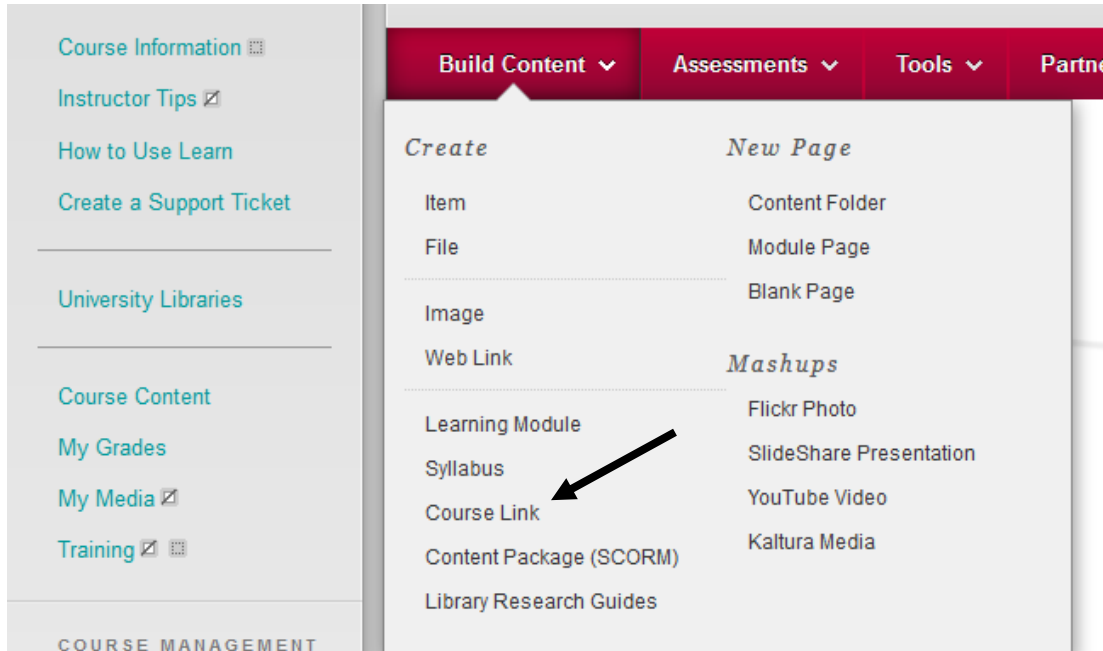 Course Information
Instructor Tips
How to Use Learn
Create a Support Ticket
University Libraries
Course Content
My Grades
My Media
Training
COURSE MANAGEMENT
Build Content
Assessments
Tools
Partne
Create
Item
File
Image
Web Link
Learning Module
Syllabus
Course Link
Content Package (SCORM)
Library Research Guides
New Page
Content Folder
Module Page
Blank Page
Mashups
Flickr Photo
SlideShare Presentation
YouTube Video
Kaltura Media